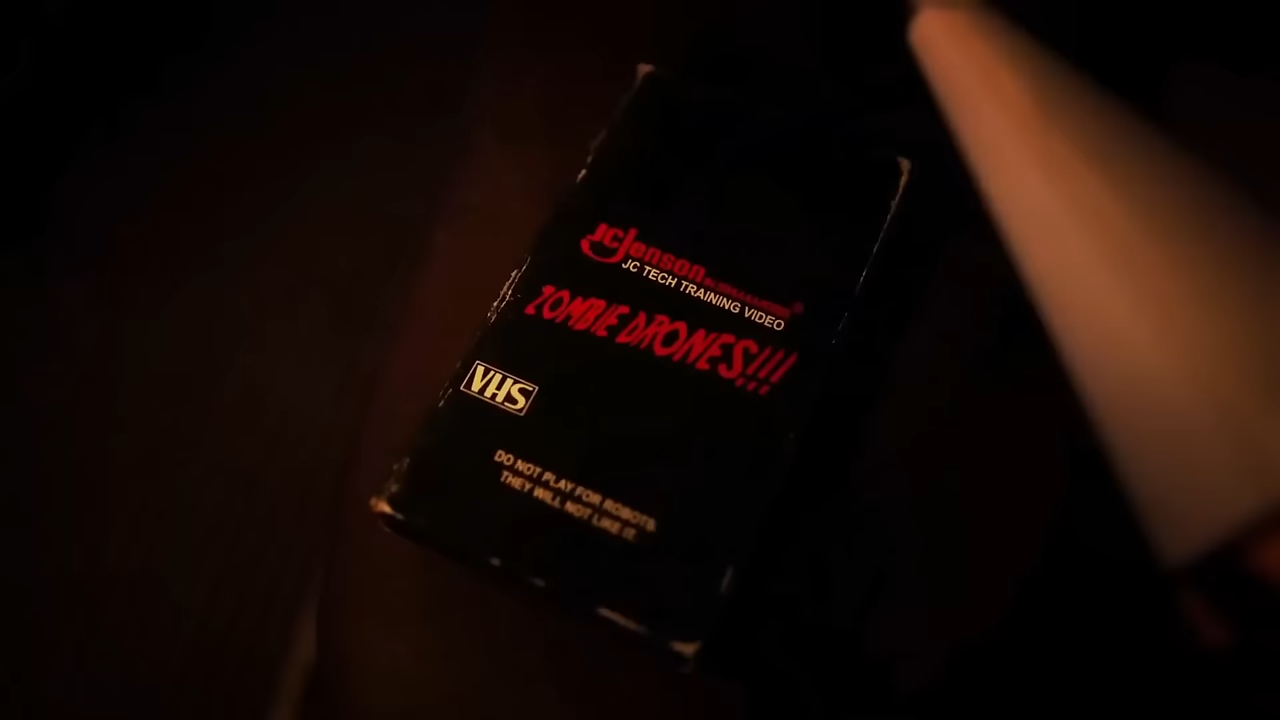 JCJenson
JC TECH TRAINING VIDEO
ZOMBIE DRONES!!!
VHS
DO NOT PLAY FOR ROBOTS.
THEY WILL NOT LIKE IT.